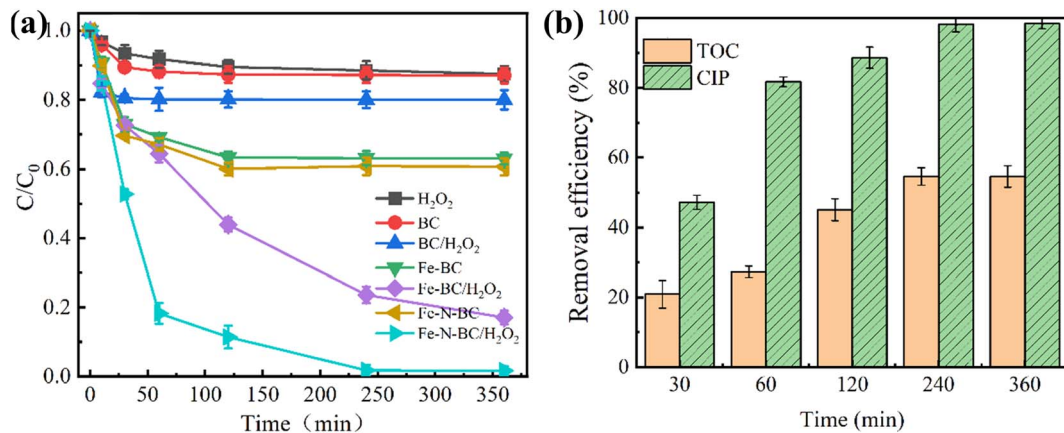 (a)
1.0
0.8
0.6
0.4
0.2
0.0
C/C₀
H₂O₂
BC
BC/H₂O₂
Fe-BC
Fe-BC/H₂O₂
Fe-N-BC
Fe-N-BC/H₂O₂
0 50 100 150 200 250 300 350
Time（min）
(b)
100
80
60
40
20
0
Removal efficiency (%)
TOC
CIP
30 60 120 240 360
Time (min)